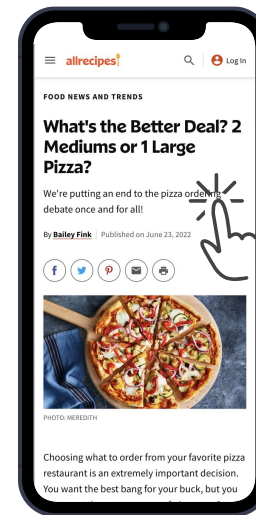 allrecipes
Log In
FOOD NEWS AND TRENDS
What's the Better Deal? 2
Mediums or 1 Large
Pizza?
We're putting an end to the pizza ordering
debate once and for all!
By Bailey Fink Published on June 23, 2022
PHOTO: MEREDITH
Choosing what to order from your favorite pizza
restaurant is an extremely important decision.
You want the best bang for your buck, but you